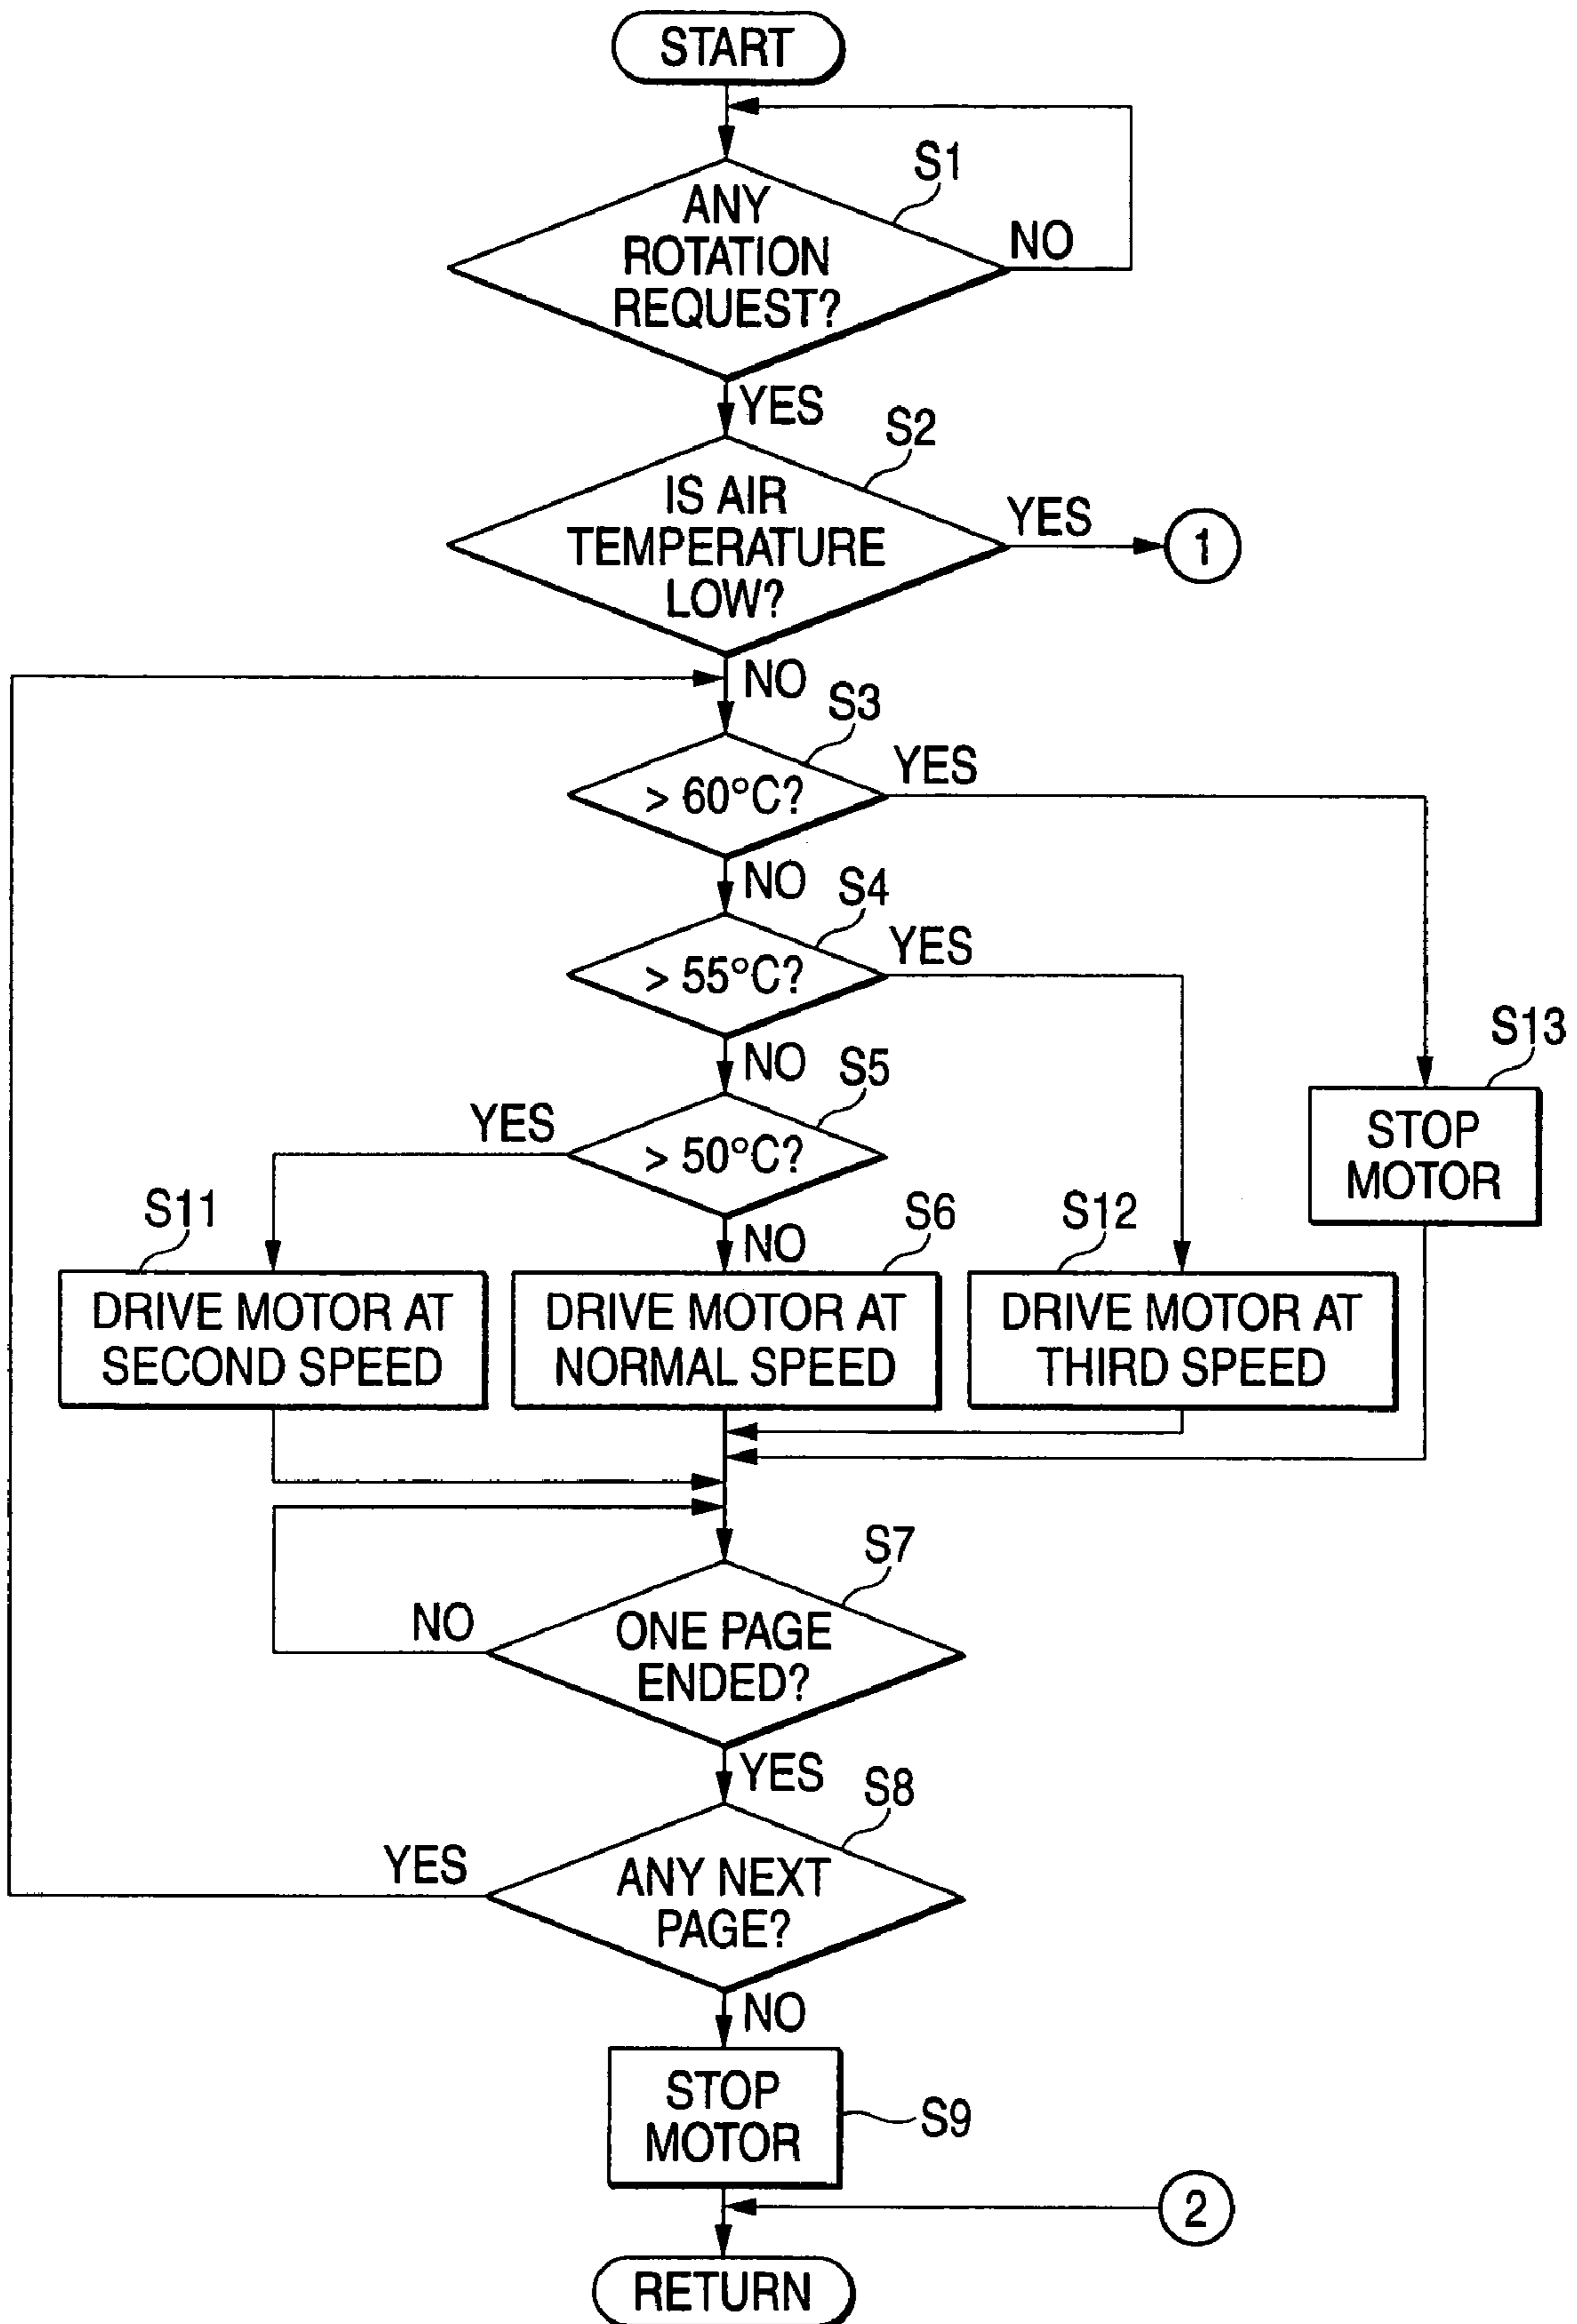 START
S1
ANY
ROTATION
REQUEST?
NO
YES
S2
IS AIR
TEMPERATURE
LOW?
YES
1
NO
S3
> 60°C?
YES
NO
S4
> 55°C?
YES
NO
S5
> 50°C?
YES
NO
S13
STOP
MOTOR
S11
DRIVE MOTOR AT
SECOND SPEED
S6
DRIVE MOTOR AT
NORMAL SPEED
S12
DRIVE MOTOR AT
THIRD SPEED
S7
ONE PAGE
ENDED?
NO
YES
S8
ANY NEXT
PAGE?
YES
NO
STOP
MOTOR
S9
2
RETURN